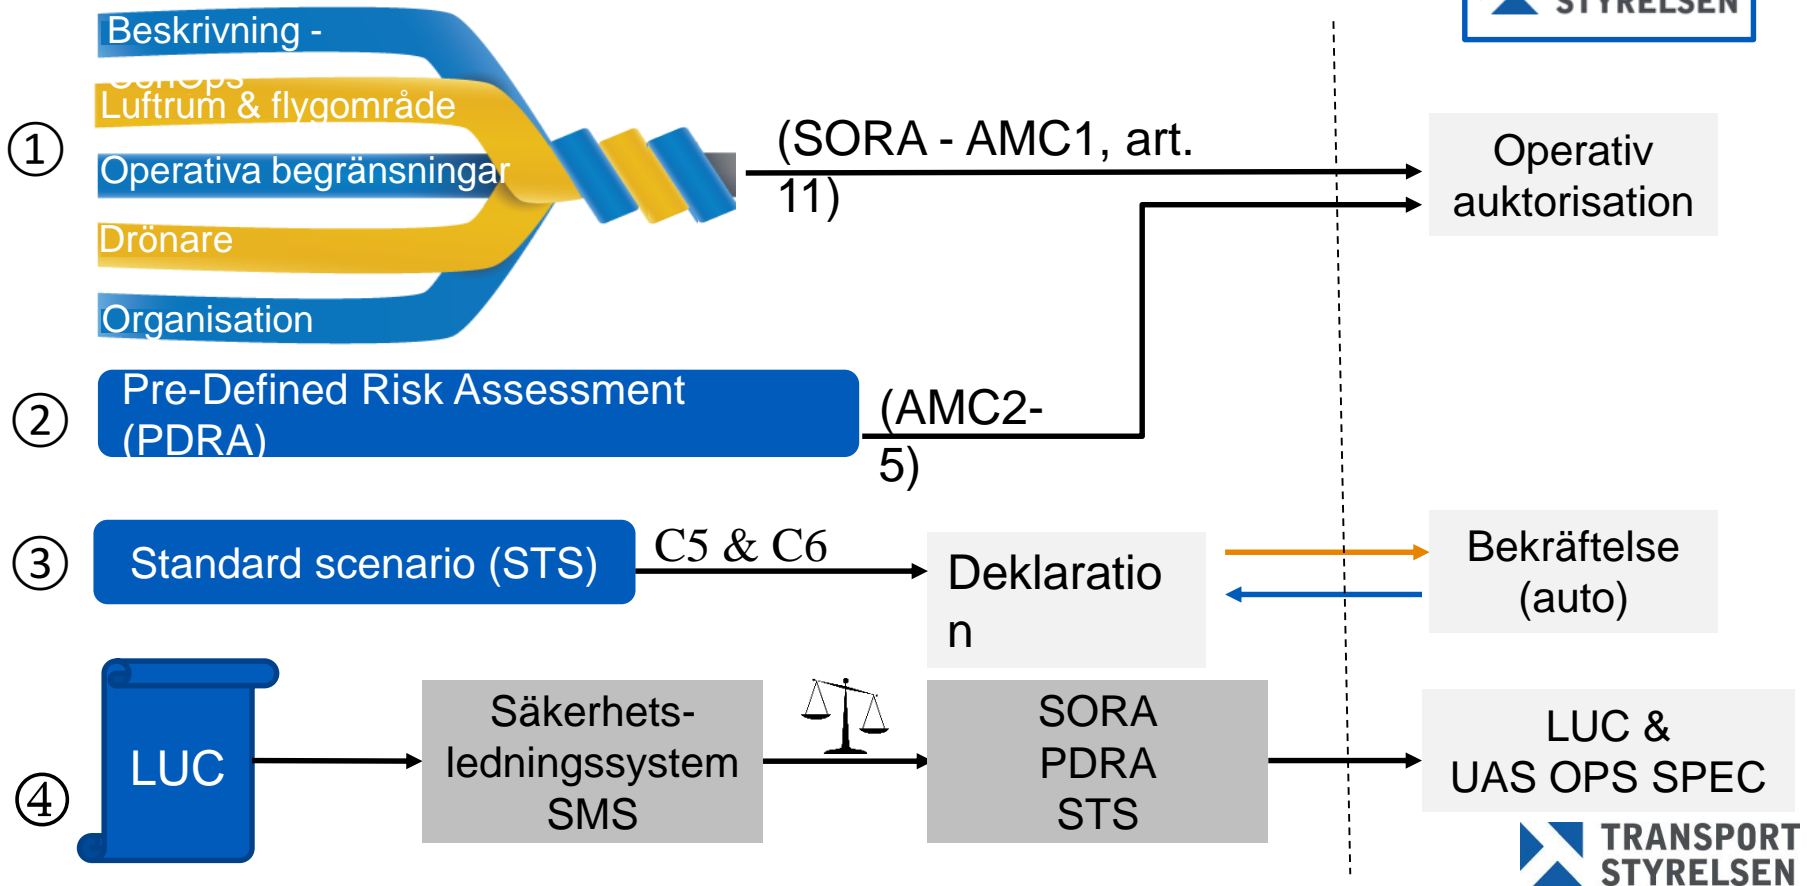 STYRELSEN
①
Beskrivning -
ConOps
Luftrum & flygområde
Operativa begränsningar
Drönare
Organisation
(SORA - AMC1, art.
11)
Operativ
auktorisation
②
Pre-Defined Risk Assessment
(PDRA)
(AMC2-
5)
③
Standard scenario (STS)
C5 & C6
Deklaratio
n
Bekräftelse
(auto)
④
LUC
Säkerhets-
ledningssystem
SMS
SORA
PDRA
STS
LUC &
UAS OPS SPEC
TRANSPORT
STYRELSEN